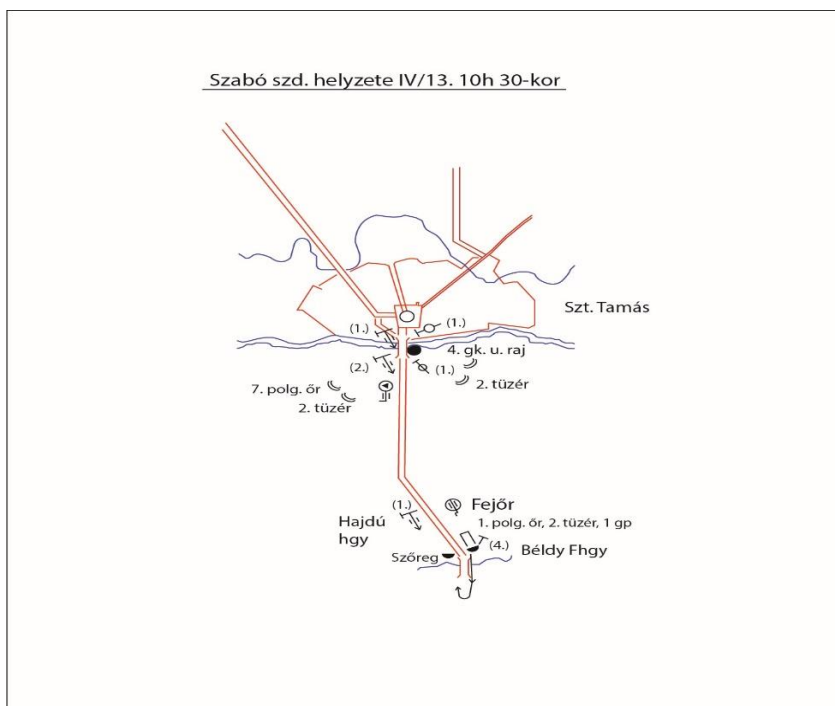 Szabó szd. helyzete IV/13. 10h 30-kor
Szt. Tamás
(1.)
(1.)
4. gk. u. raj
(2.)
(1.)
2. tüzér
7. polg. őr
2. tüzér
(1.)
Fejőr
Hajdú
hgy
1. polg. őr, 2. tüzér, 1 gp
(4.)
Béldy Fhgy
Szőreg